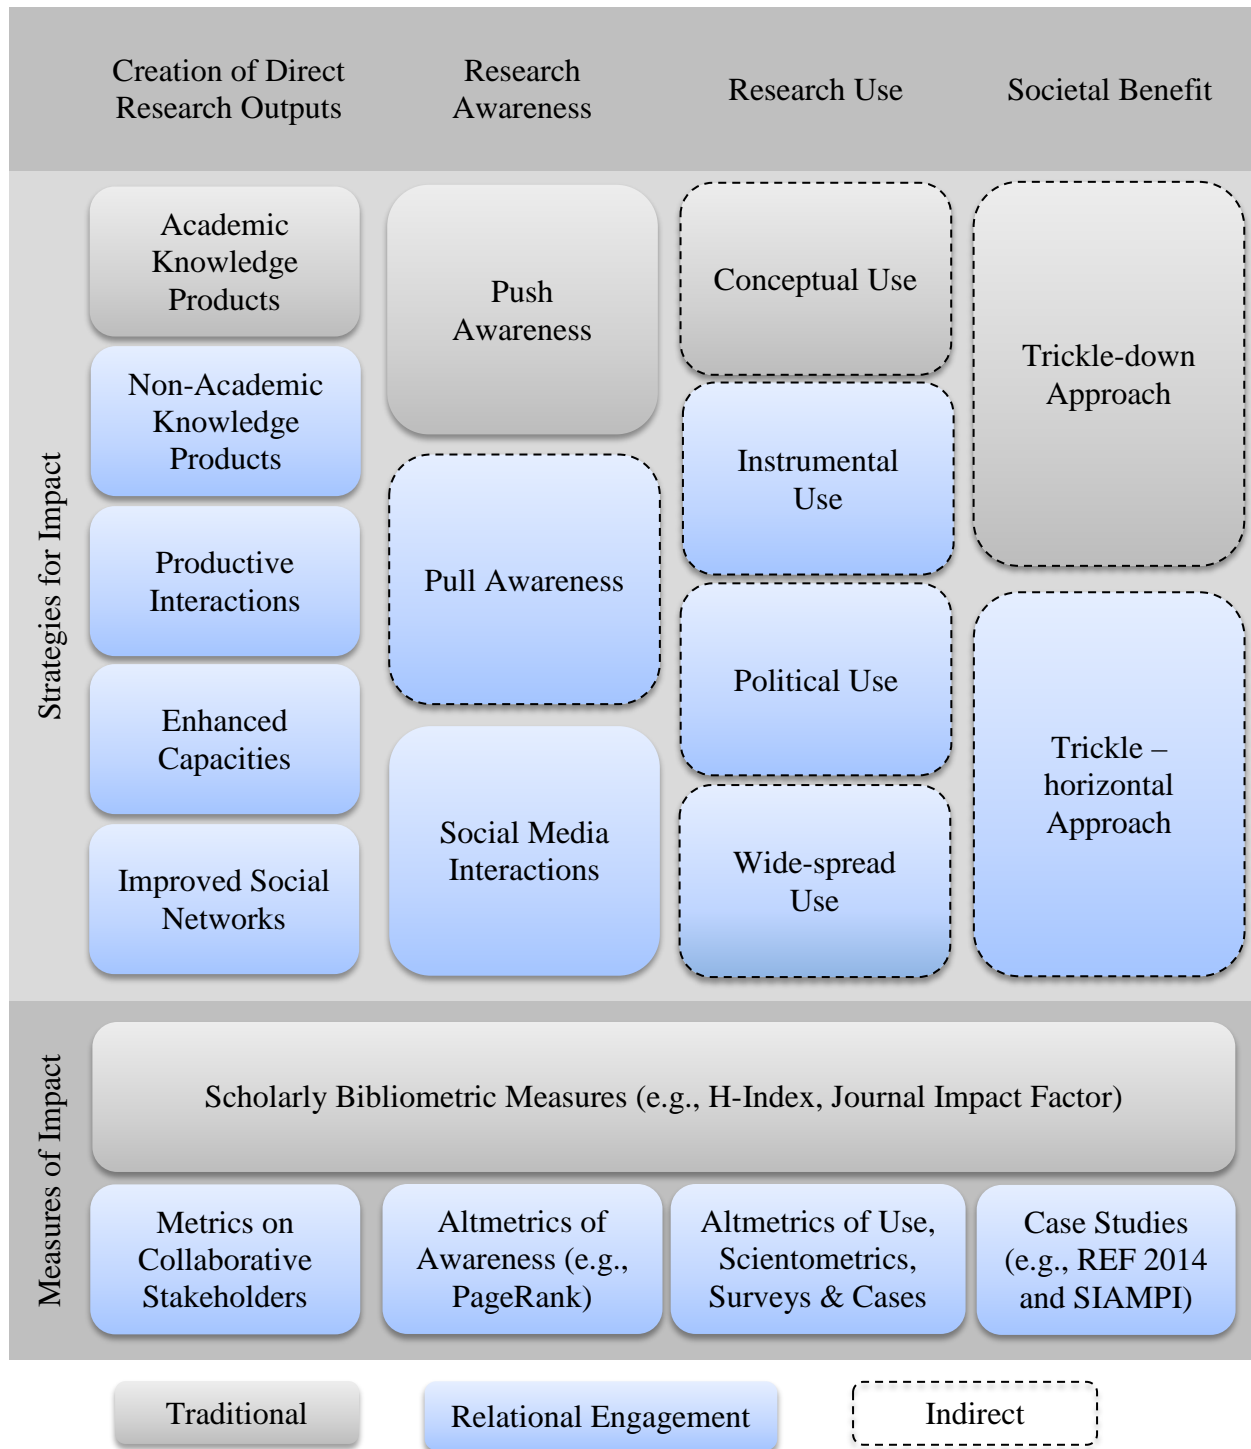 Creation of Direct
Research Outputs
Research
Awareness
Research Use
Societal Benefit
Strategies for Impact
Academic
Knowledge
Products
Non-Academic
Knowledge
Products
Productive
Interactions
Enhanced
Capacities
Improved Social
Networks
Push
Awareness
Pull Awareness
Social Media
Interactions
Conceptual Use
Instrumental
Use
Political Use
Wide-spread
Use
Trickle-down
Approach
Trickle –
horizontal
Approach
Measures of Impact
Scholarly Bibliometric Measures (e.g., H-Index, Journal Impact Factor)
Metrics on
Collaborative
Stakeholders
Altmetrics of
Awareness (e.g.,
PageRank)
Altmetrics of Use,
Scientometrics,
Surveys & Cases
Case Studies
(e.g., REF 2014
and SIAMPI)
Traditional
Relational Engagement
Indirect